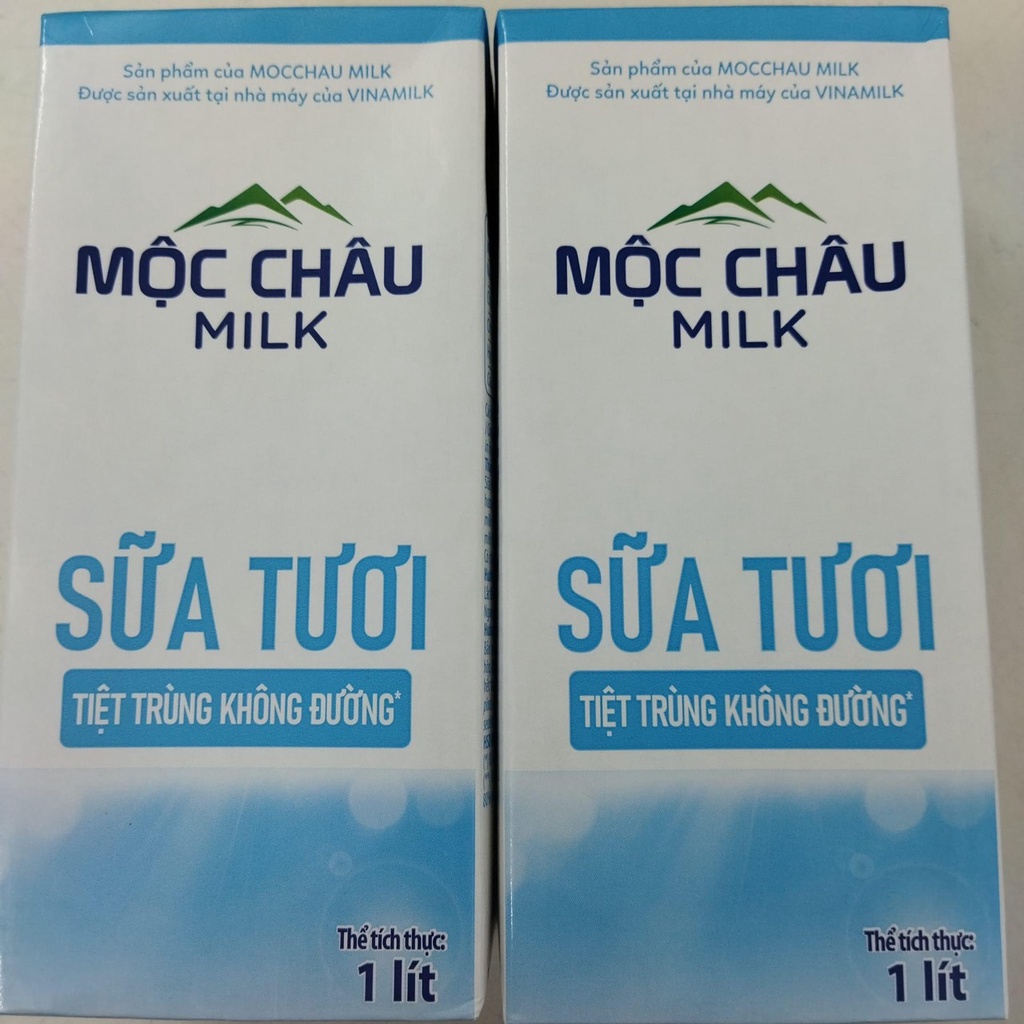 Sản phẩm của MOCCHAU MILK
Được sản xuất tại nhà máy của VINAMILK
MỘC CHÂU
MILK
SỮA TƯƠI
TIỆT TRÙNG KHÔNG ĐƯỜNG*
Thể tích thực:
1 lít
Sản phẩm của MOCCHAU MILK
Được sản xuất tại nhà máy của VINAMILK
MỘC CHÂU
MILK
SỮA TƯƠI
TIỆT TRÙNG KHÔNG ĐƯỜNG*
Thể tích thực:
1 lít